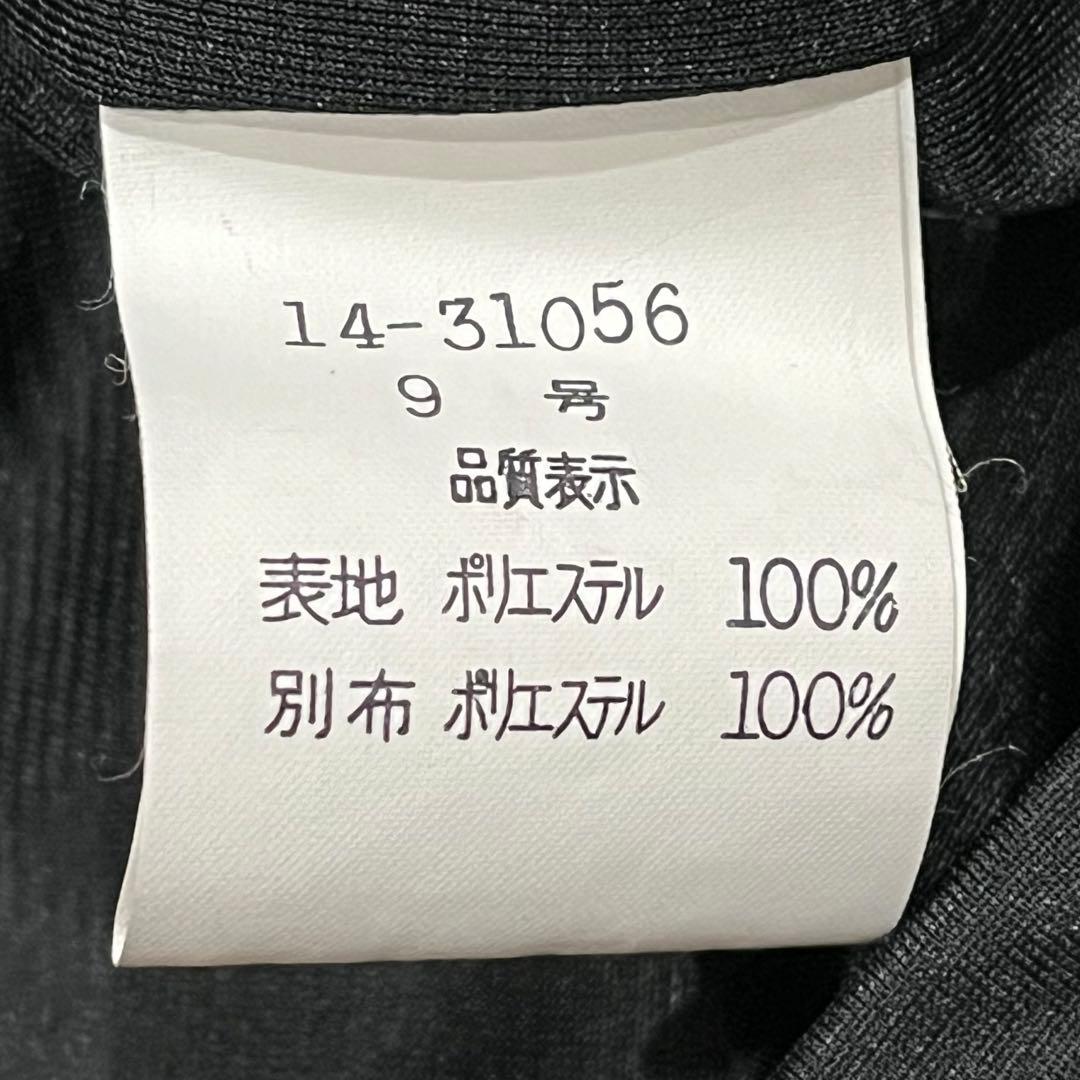 14-31056
9 号
品質表示
表地 ポリエステル 100%
別布 ポリエステル 100%